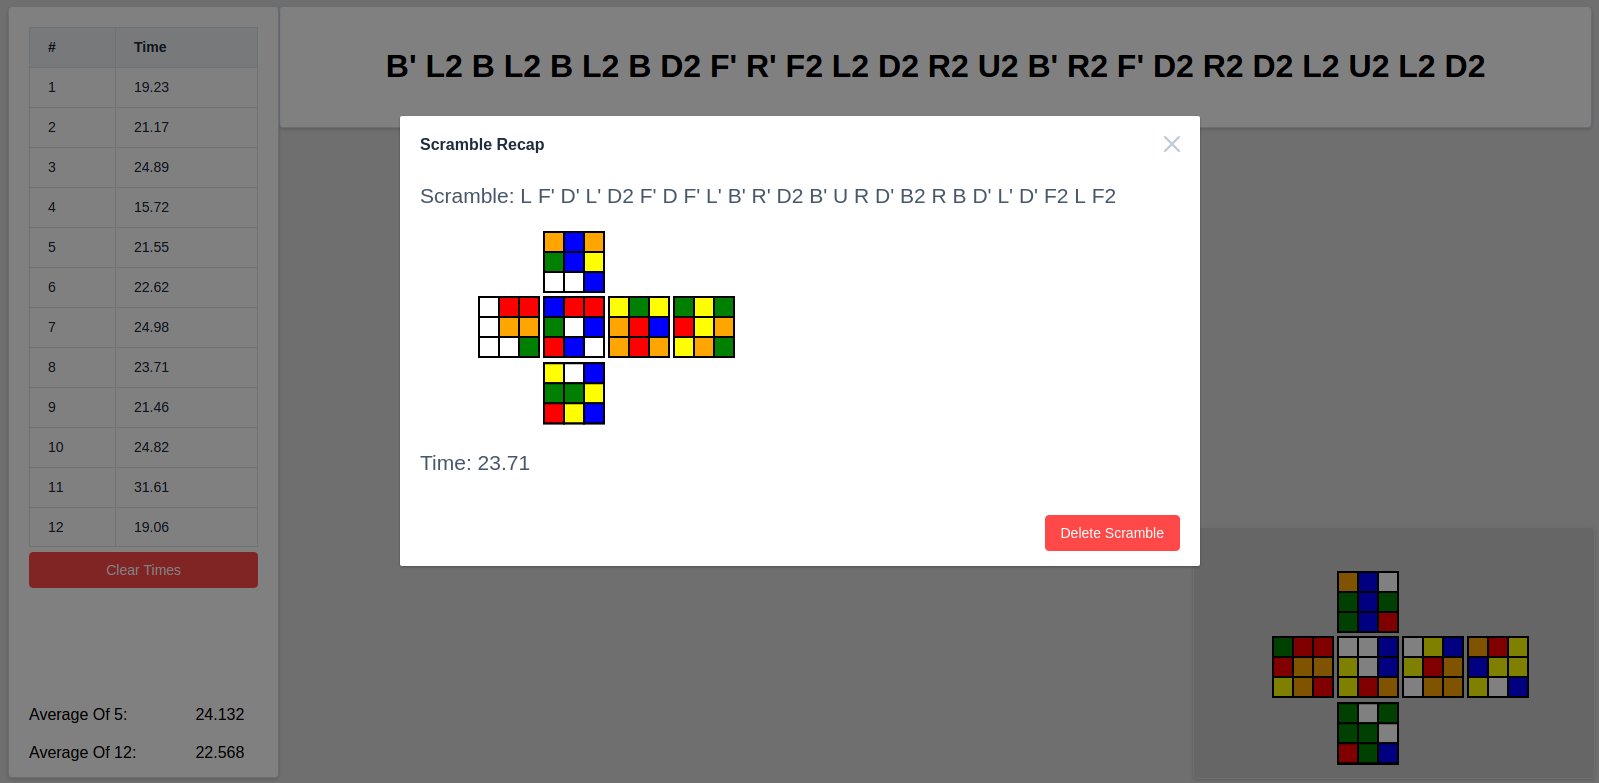 # Time
1 19.23
2 21.17
3 24.89
4 15.72
5 21.55
6 22.62
7 24.98
8 23.71
9 21.46
10 24.82
11 31.61
12 19.06
Clear Times
Average Of 5: 24.132
Average Of 12: 22.568
B' L2 B L2 B L2 B D2 F' R' F2 L2 D2 R2 U2 B' R2 F' D2 R2 D2 L2 U2 L2 D2
Scramble Recap
Scramble: L F' D' L' D2 F' D F' L' B' R' D2 B' U R D' B2 R B D' L' D' F2 L F2
Time: 23.71
Delete Scramble